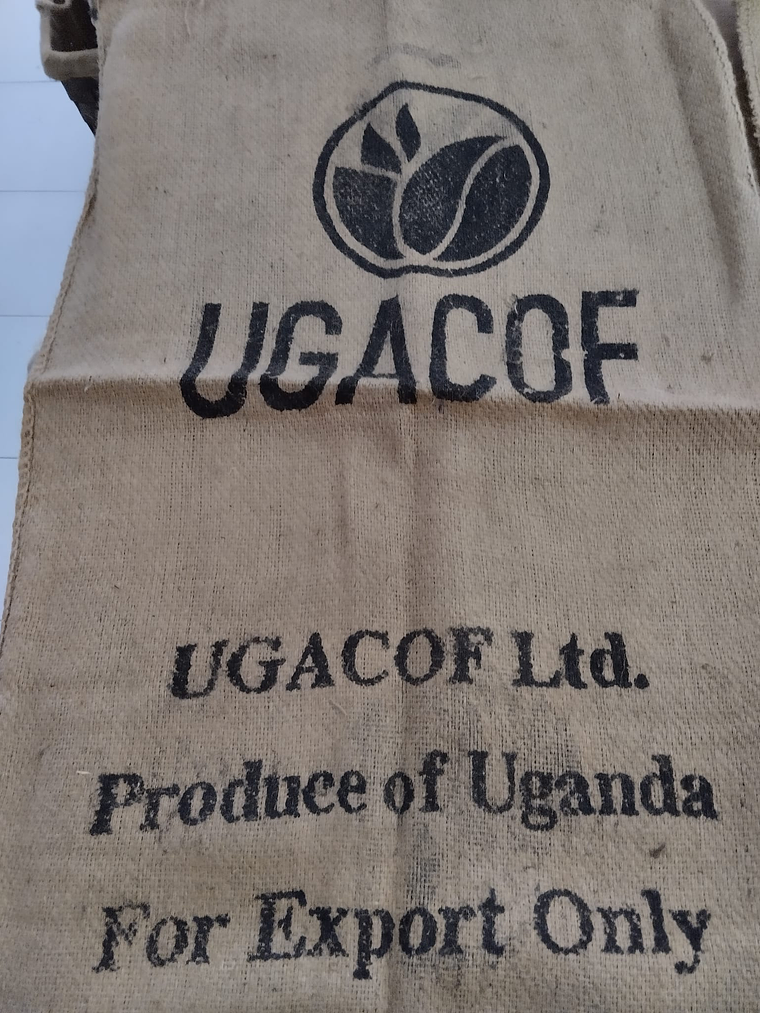 UGACOF
UGACOF Ltd.
Produce of Uganda
For Export Only